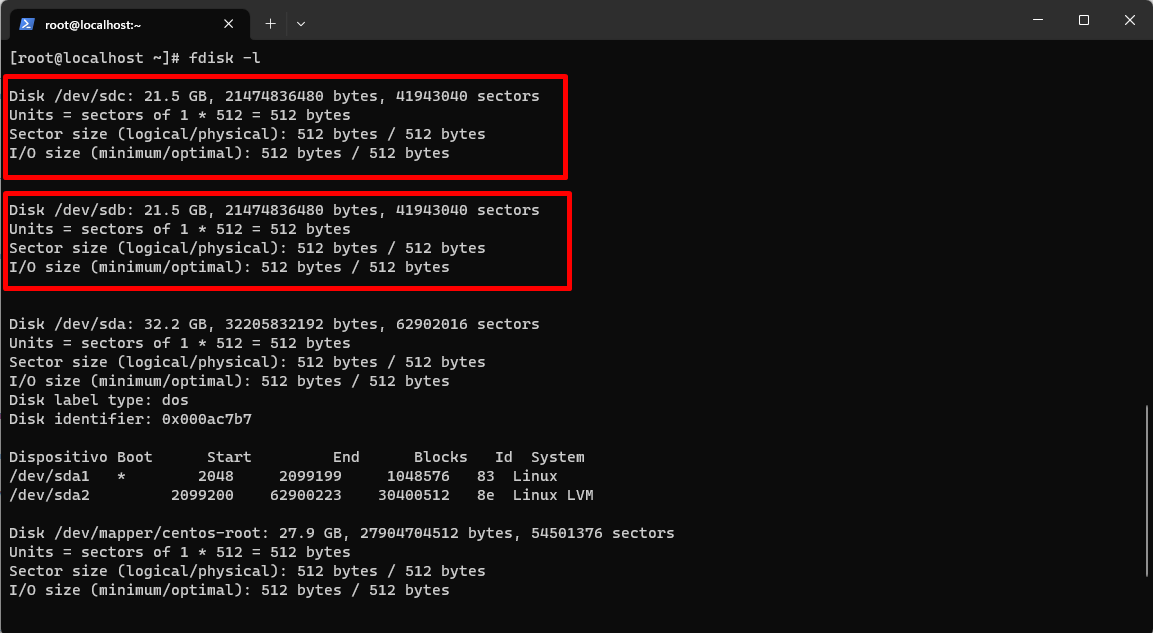 root@localhost:~
[root@localhost ~]# fdisk -l
Disk /dev/sdc: 21.5 GB, 21474836480 bytes, 41943040 sectors
Units = sectors of 1 * 512 = 512 bytes
Sector size (logical/physical): 512 bytes / 512 bytes
I/O size (minimum/optimal): 512 bytes / 512 bytes
Disk /dev/sdb: 21.5 GB, 21474836480 bytes, 41943040 sectors
Units = sectors of 1 * 512 = 512 bytes
Sector size (logical/physical): 512 bytes / 512 bytes
I/O size (minimum/optimal): 512 bytes / 512 bytes
Disk /dev/sda: 32.2 GB, 32205832192 bytes, 62902016 sectors
Units = sectors of 1 * 512 = 512 bytes
Sector size (logical/physical): 512 bytes / 512 bytes
I/O size (minimum/optimal): 512 bytes / 512 bytes
Disk label type: dos
Disk identifier: 0x000ac7b7
Dispositivo Boot      Start         End      Blocks   Id  System
/dev/sda1   *        2048     2099199     1048576   83  Linux
/dev/sda2         2099200    62900223    30400512   8e  Linux LVM
Disk /dev/mapper/centos-root: 27.9 GB, 27904704512 bytes, 54501376 sectors
Units = sectors of 1 * 512 = 512 bytes
Sector size (logical/physical): 512 bytes / 512 bytes
I/O size (minimum/optimal): 512 bytes / 512 bytes